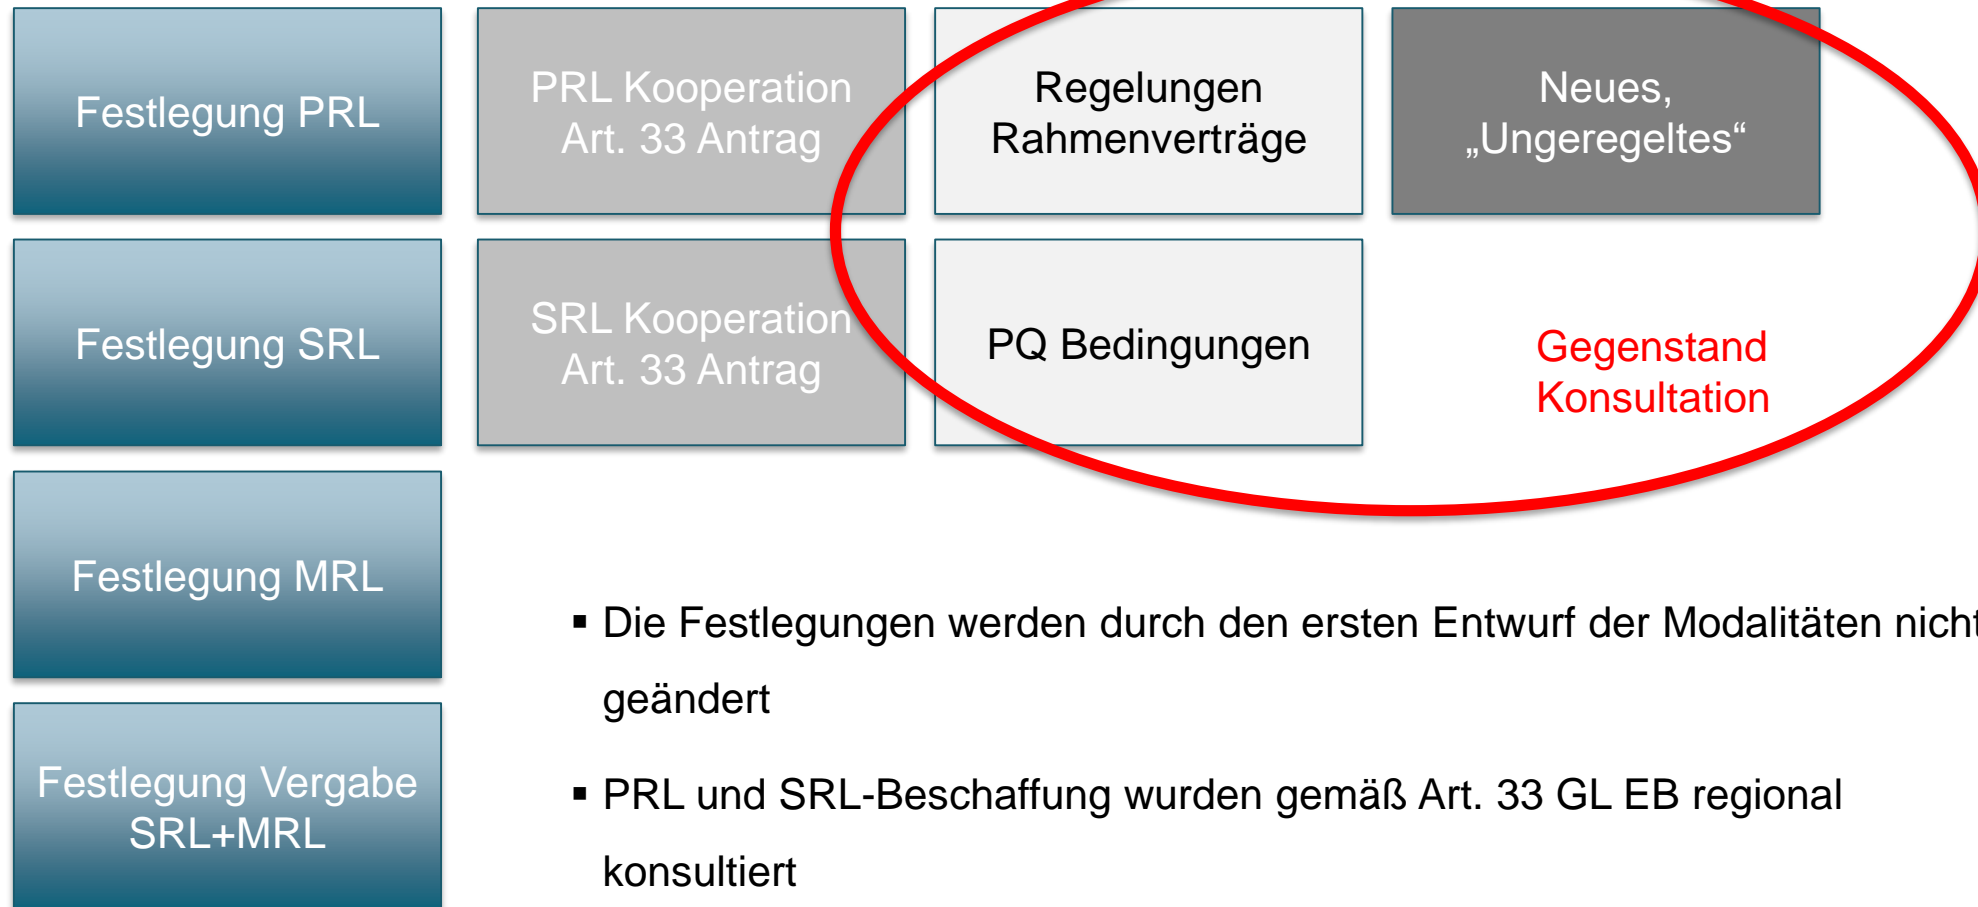 Festlegung PRL
PRL Kooperation
Art. 33 Antrag
Regelungen
Rahmenverträge
Neues,
„Ungeregeltes“
Festlegung SRL
SRL Kooperation
Art. 33 Antrag
PQ Bedingungen
Gegenstand
Konsultation
Festlegung MRL
▪ Die Festlegungen werden durch den ersten Entwurf der Modalitäten nicht
geändert
Festlegung Vergabe
SRL+MRL
▪ PRL und SRL-Beschaffung wurden gemäß Art. 33 GL EB regional
konsultiert